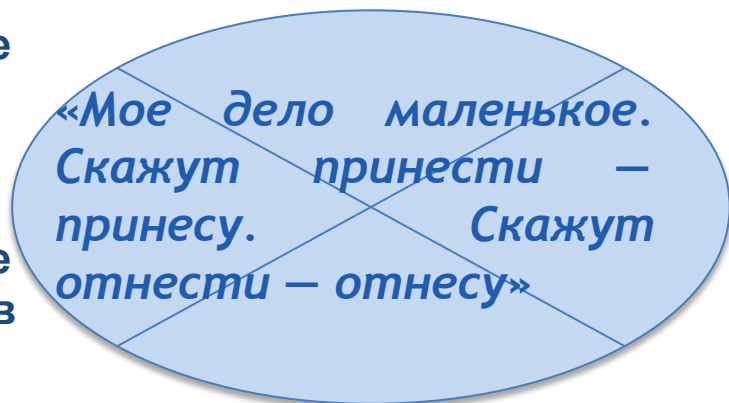 е
«Мое дело маленькое.
Скажут принести —
принесу. Скажут
е
отнести — отнесу»
в